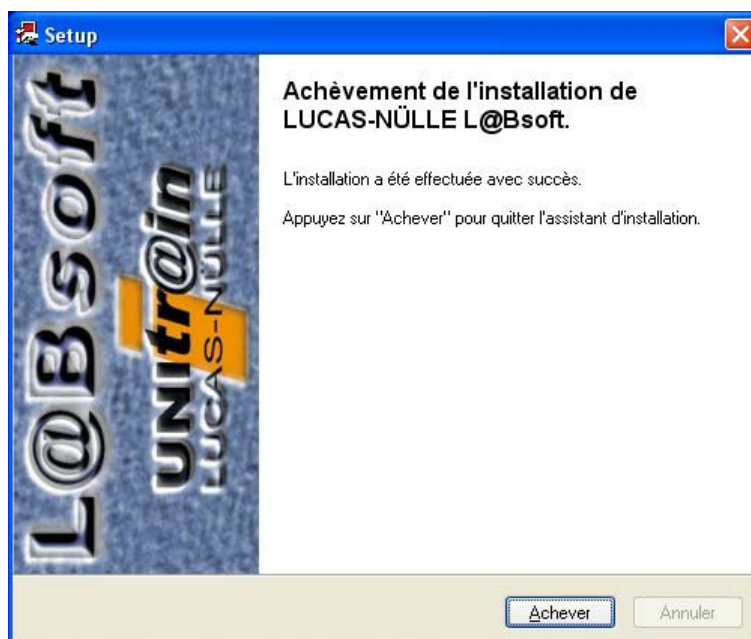 Setup
L@Bsoft
UNItr@in
LUCAS-NÜLLE
Achèvement de l'installation de
LUCAS-NÜLLE L@Bsoft.
L'installation a été effectuée avec succès.
Appuyez sur "Achever" pour quitter l'assistant d'installation.
Achever
Annuler